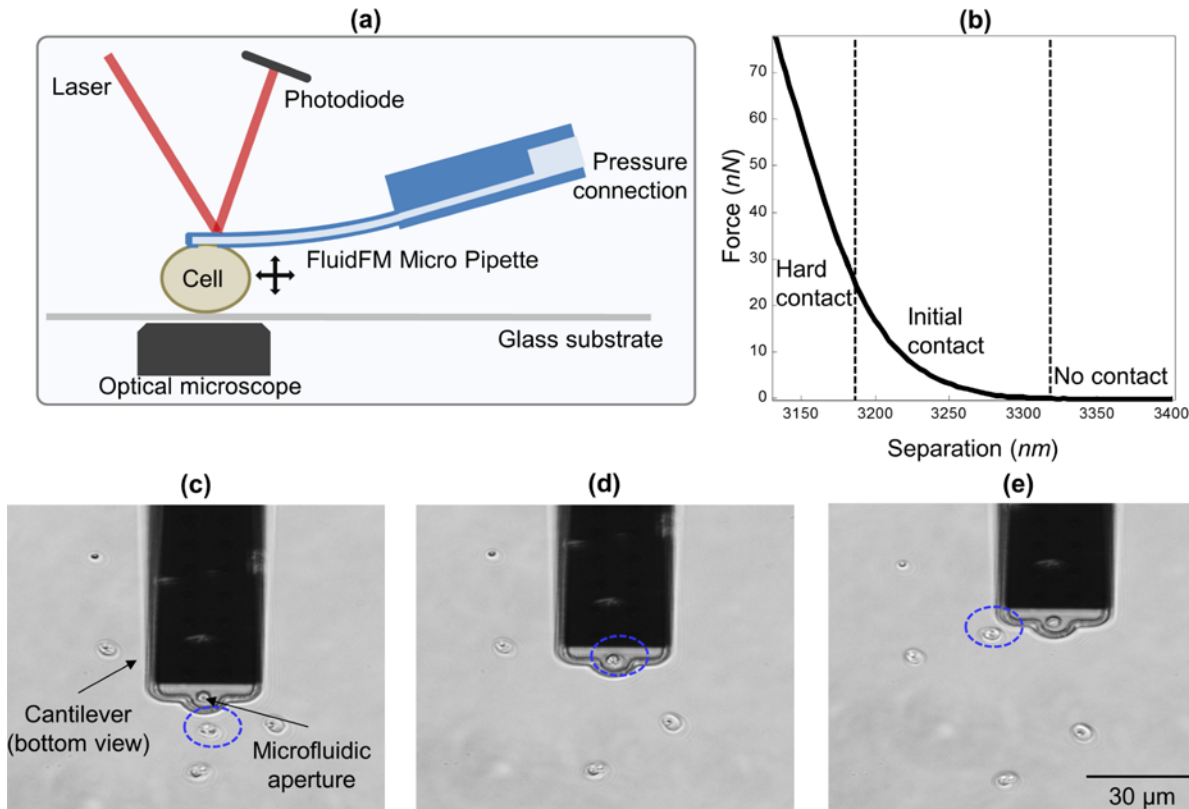 (a)
Laser
Photodiode
Pressure
connection
FluidFM Micro Pipette
Cell
Glass substrate
Optical microscope
(b)
Force (nN)
70
60
50
40
30
20
10
0
Hard
contact
Initial
contact
No contact
3150 3200 3250 3300 3350 3400
Separation (nm)
(c)
Cantilever
(bottom view)
Microfluidic
aperture
(d)
(e)
30 µm